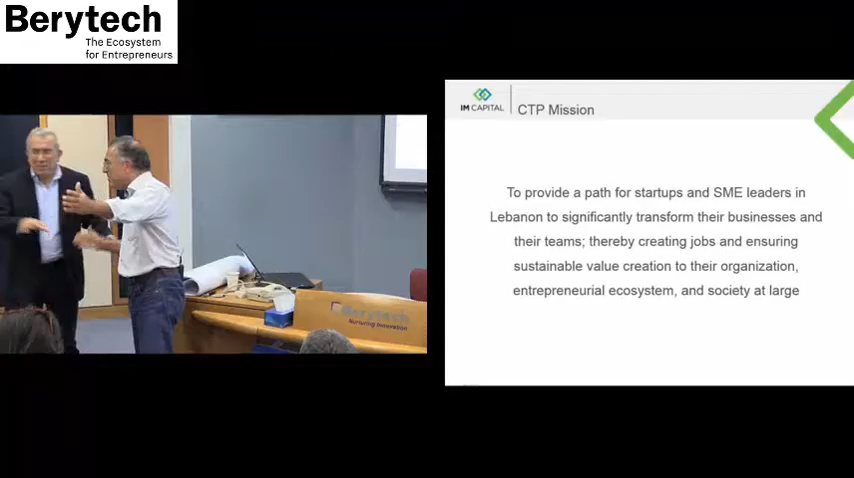 Berytech
The Ecosystem
for Entrepreneurs
IM CAPITAL
CTP Mission
To provide a path for startups and SME leaders in
Lebanon to significantly transform their businesses and
their teams; thereby creating jobs and ensuring
sustainable value creation to their organization,
entrepreneurial ecosystem, and society at large
Berytech
Nurturing Innovation